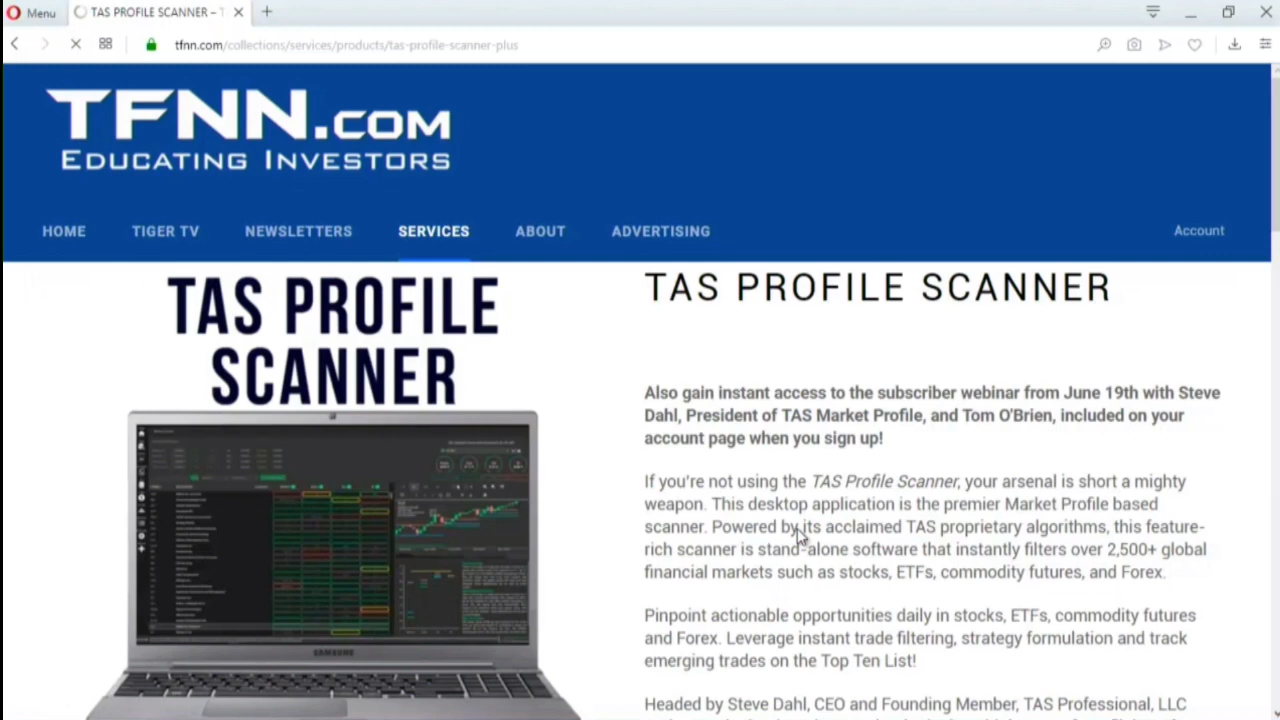 Menu
TAS PROFILE SCANNER –
tfnn.com/collections/services/products/tas-profile-scanner-plus
TFNN.COM
EDUCATING INVESTORS
HOME
TIGER TV
NEWSLETTERS
SERVICES
ABOUT
ADVERTISING
Account
TAS PROFILE
SCANNER
SAMSUNG
TAS PROFILE SCANNER
Also gain instant access to the subscriber webinar from June 19th with Steve
Dahl, President of TAS Market Profile, and Tom O'Brien, included on your
account page when you sign up!
If you're not using the TAS Profile Scanner, your arsenal is short a mighty
weapon. This desktop application is the premier Market Profile based
scanner. Powered by its acclaimed TAS proprietary algorithms, this feature-
rich scanner is stand-alone software that instantly filters over 2,500+ global
financial markets such as stocks, ETFs, commodity futures, and Forex.
Pinpoint actionable opportunities daily in stocks, ETFs, commodity futures
and Forex. Leverage instant trade filtering, strategy formulation and track
emerging trades on the Top Ten List!
Headed by Steve Dahl, CEO and Founding Member, TAS Professional, LLC